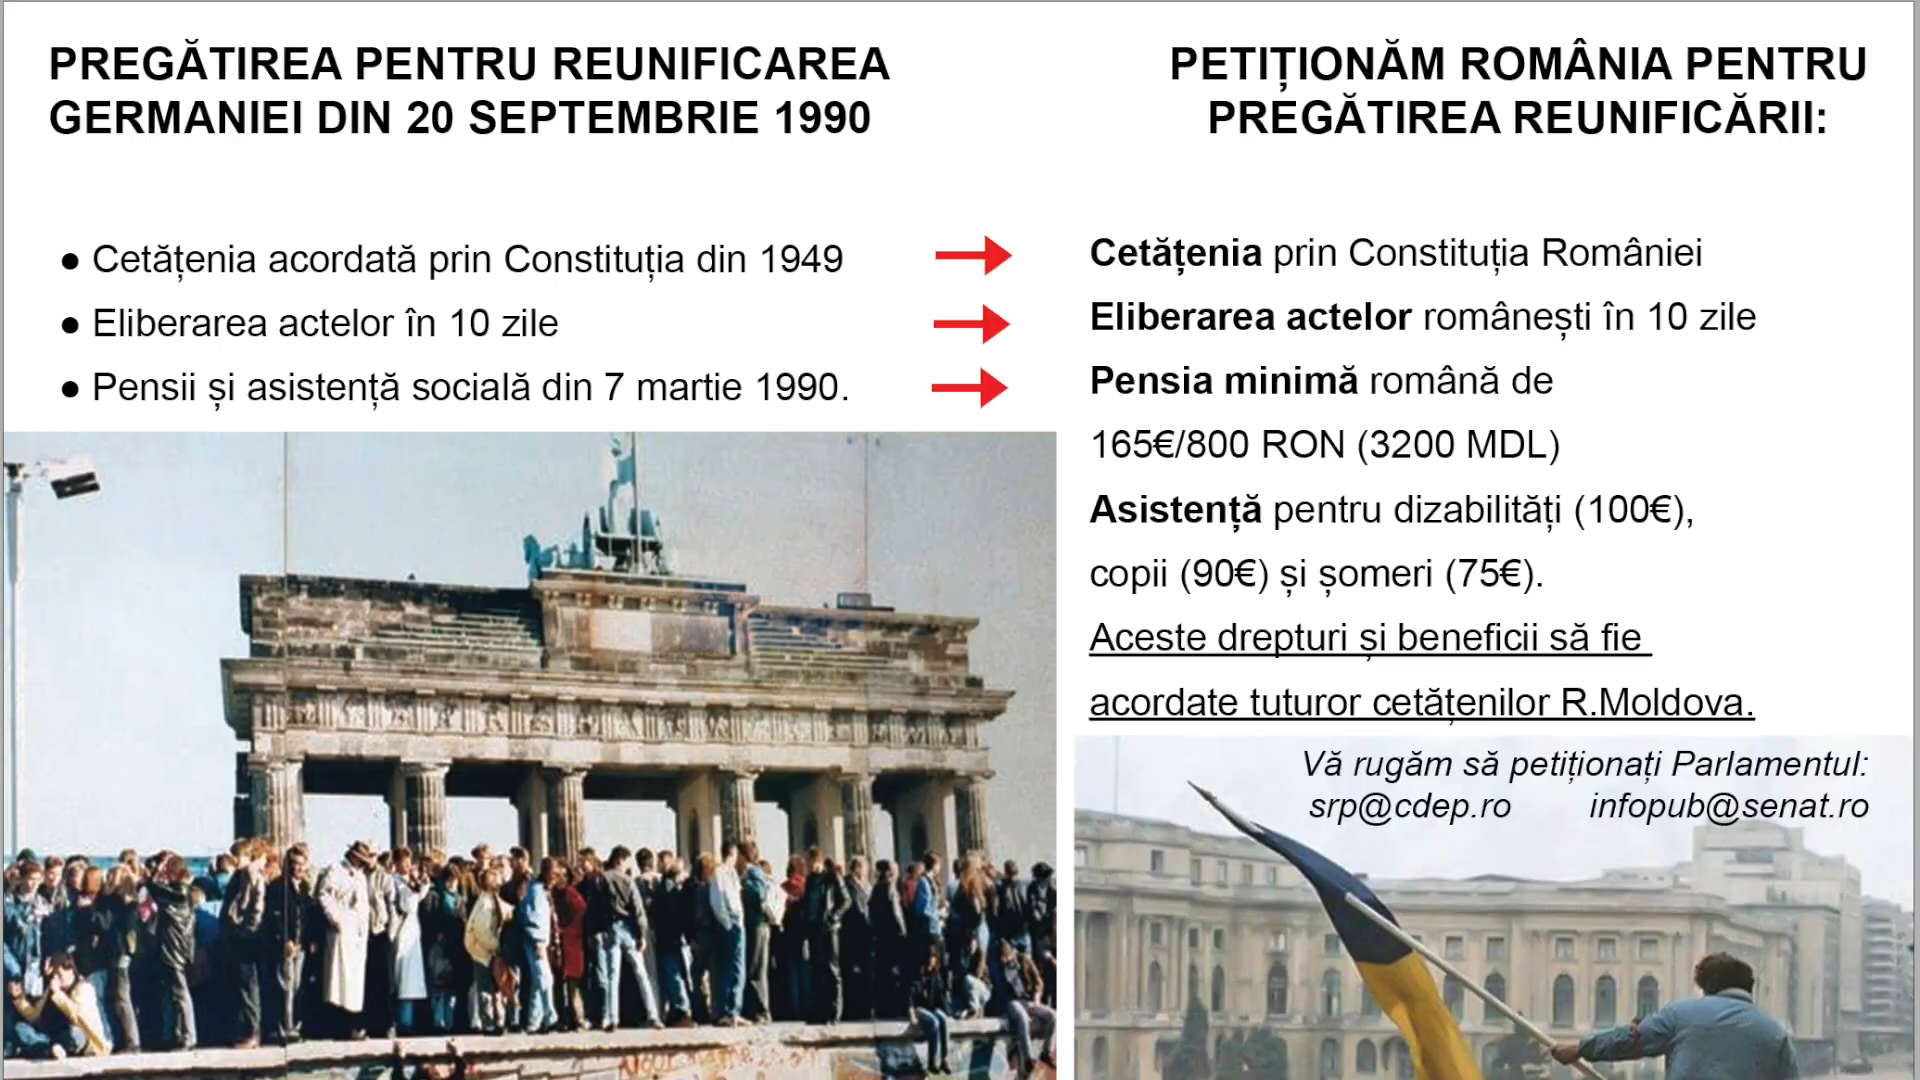 PREGĂTIREA PENTRU REUNIFICAREA
GERMANIEI DIN 20 SEPTEMBRIE 1990
● Cetățenia acordată prin Constituția din 1949
● Eliberarea actelor în 10 zile
● Pensii și asistență socială din 7 martie 1990.
PETIȚIONĂM ROMÂNIA PENTRU
PREGĂTIREA REUNIFICĂRII:
Cetățenia prin Constituția României
Eliberarea actelor românești în 10 zile
Pensia minimă română de
165€/800 RON (3200 MDL)
Asistență pentru dizabilități (100€),
copii (90€) și șomeri (75€).
Aceste drepturi și beneficii să fie
acordate tuturor cetățenilor R.Moldova.
Vă rugăm să petiționați Parlamentul:
srp@cdep.ro infopub@senat.ro